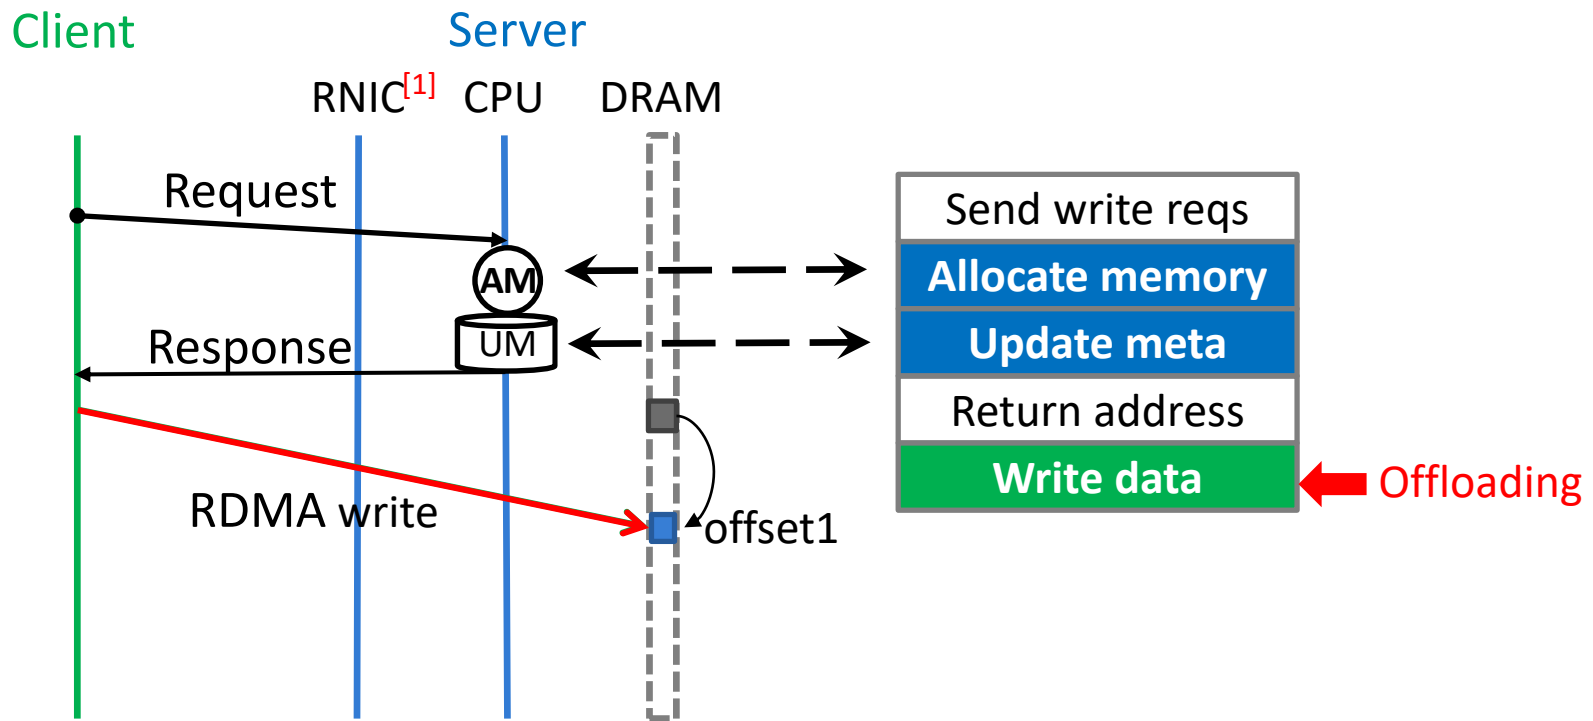 Client
Server
RNIC[1] CPU DRAM
Request
AM
UM
Response
RDMA write
offset1
Send write reqs
Allocate memory
Update meta
Return address
Write data
Offloading